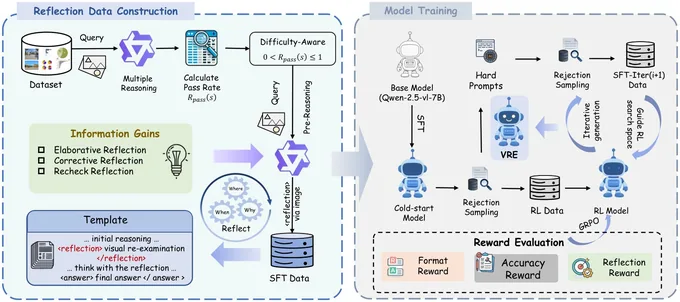 Reflection Data Construction
Query
Dataset
Multiple
Reasoning
Calculate
Pass Rate
R_pass(s)
Difficulty-Aware
0 < R_pass(s) ≤ 1
Query
Pre-Reasoning
Information Gains
Elaborative Reflection
Corrective Reflection
Recheck Reflection
<reflection>
via image
Where
When
Why
Reflect
SFT Data
Template
... initial reasoning ...
<reflection> visual re-examination
</reflection>
... think with the reflection ...
<answer> final answer </ answer >
Model Training
Base Model
(Qwen-2.5-vl-7B)
SFT
Hard
Prompts
Rejection
Sampling
SFT-Iter(i+1)
Data
VRE
Iterative
generation
Guide RL
search space
Cold-start
Model
Rejection
Sampling
RL Data
RL Model
GRPO
Reward Evaluation
Format
Reward
Accuracy
Reward
Reflection
Reward